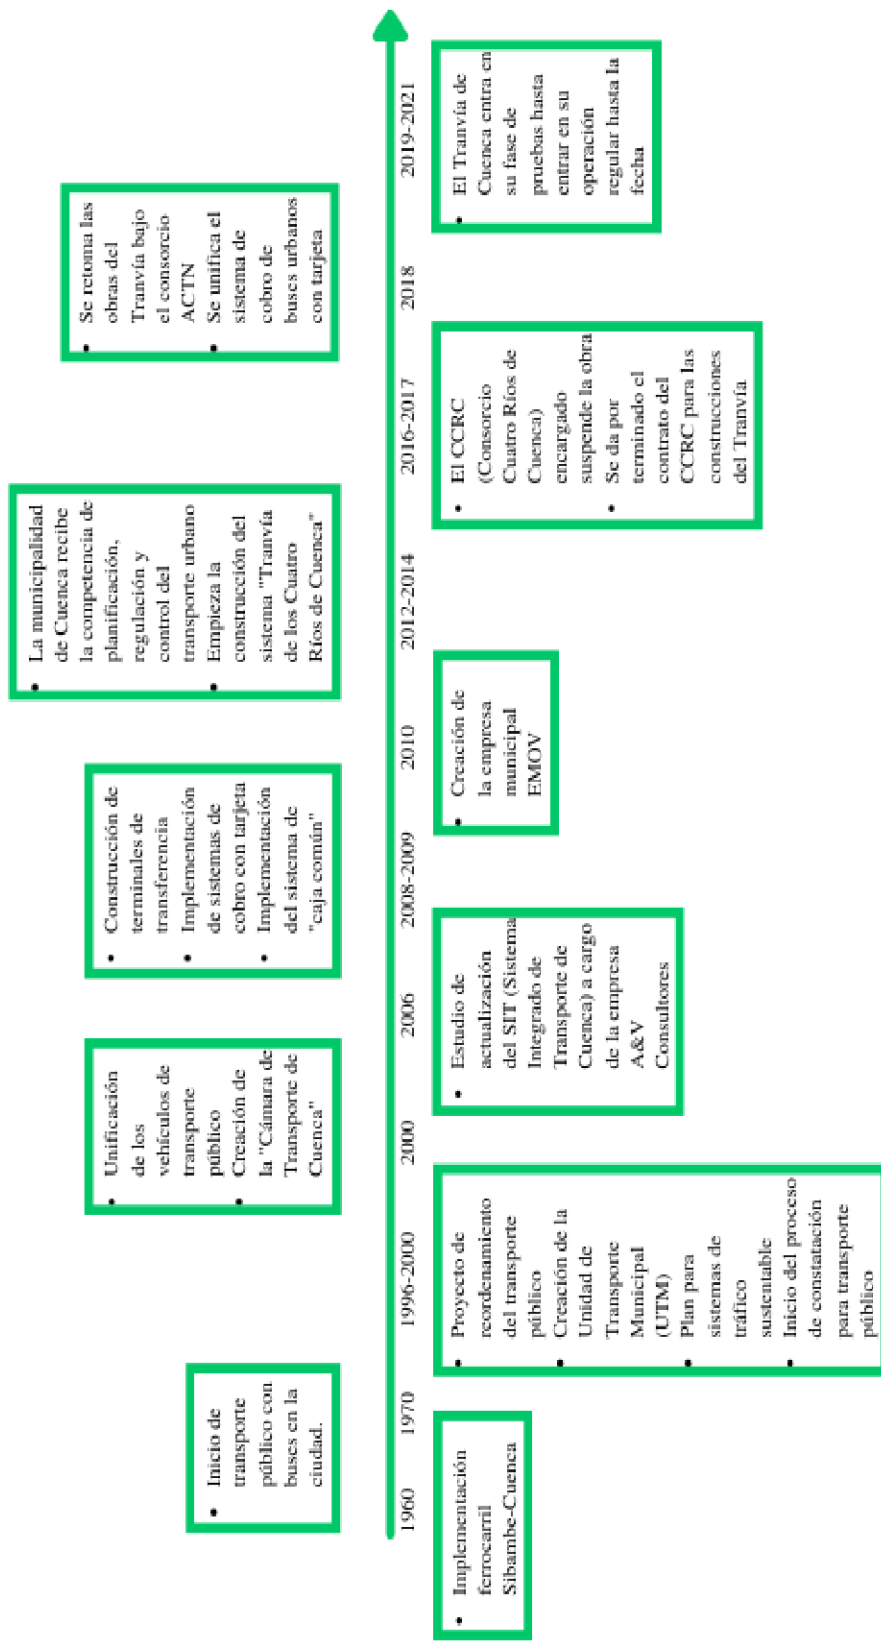 Inicio de
transporte
público con
buses en la
ciudad.
Unificación
de los
vehículos de
transporte
público
Creación de
la "Cámara de
Transporte de
Cuenca"
Construcción de
terminales de
transferencia
Implementación
de sistemas de
cobro con tarjeta
Implementación
del sistema de
"caja común"
La municipalidad
de Cuenca recibe
la competencia de
planificación,
regulación y
control del
transporte urbano
Empieza la
construcción del
sistema "Tranvía
de los Cuatro
Ríos de Cuenca"
Se retoma las
obras del
Tranvía bajo
el consorcio
ACTN
Se unifica el
sistema de
cobro de
buses urbanos
con tarjeta
1960 1970 1996-2000 2000 2006 2008-2009 2010 2012-2014 2016-2017 2018 2019-2021
Implementación
ferrocarril
Sibambe-Cuenca
Proyecto de
reordenamiento
del transporte
público
Creación de la
Unidad de
Transporte
Municipal
(UTM)
Plan para
sistemas de
tráfico
sustentable
Inicio del proceso
de constatación
para transporte
público
Estudio de
actualización
del SIT (Sistema
Integrado de
Transporte de
Cuenca) a cargo
de la empresa
A&V
Consultores
Creación de
la empresa
municipal
EMOV
El CCRC
(Consorcio
Cuatro Ríos de
Cuenca)
encargado
suspende la obra
Se da por
terminado el
contrato del
CCRC para las
construcciones
del Tranvía
El Tranvía de
Cuenca entra en
su fase de
pruebas hasta
entrar en su
operación
regular hasta la
fecha